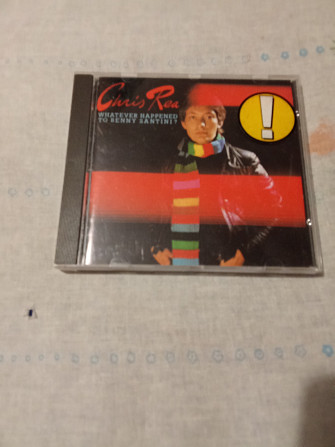 Chris Rea
WHATEVER HAPPENED
TO BENNY SANTINI?
!